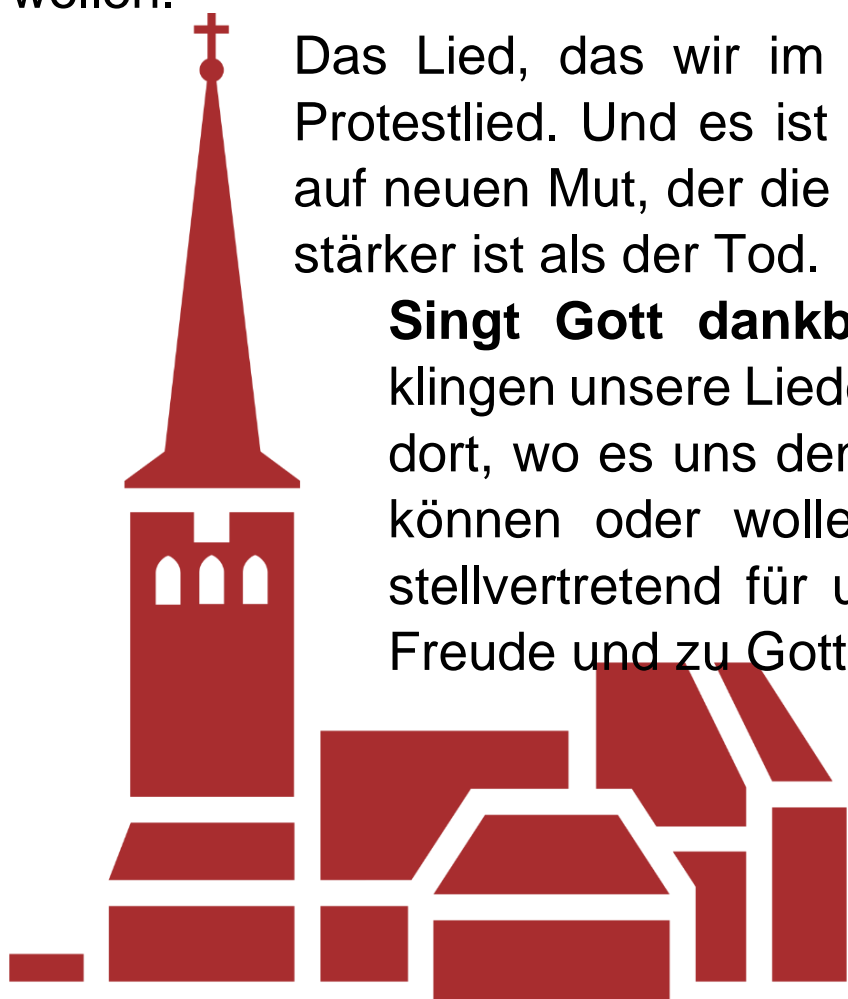 wollen.
Das Lied, das wir im
Protestlied. Und es ist
auf neuen Mut, der die
stärker ist als der Tod.
Singt Gott dankb
klingen unsere Lied
dort, wo es uns
können oder wolle
stellvertretend für
Freude und zu Gott